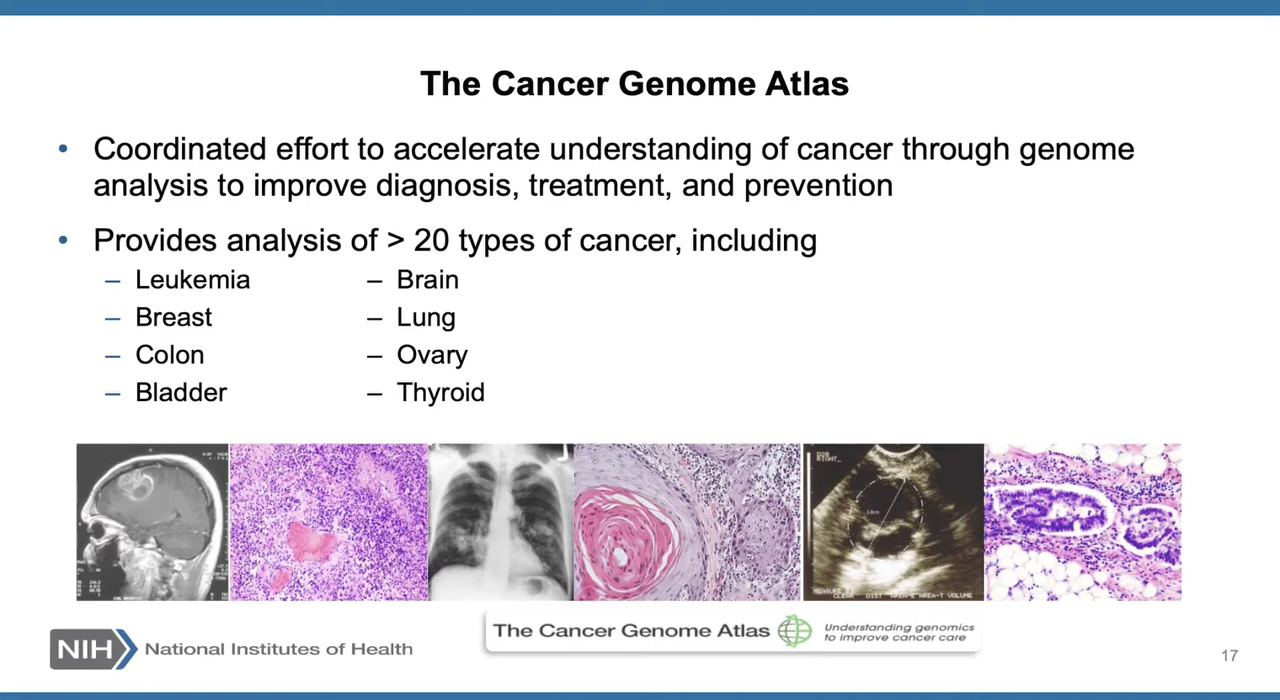 The Cancer Genome Atlas
• Coordinated effort to accelerate understanding of cancer through genome
analysis to improve diagnosis, treatment, and prevention
• Provides analysis of > 20 types of cancer, including
– Leukemia
– Breast
– Colon
– Bladder
– Brain
– Lung
– Ovary
– Thyroid
RIGHT_
The Cancer Genome Atlas
Understanding genomics
to improve cancer care
NIH
National Institutes of Health
17